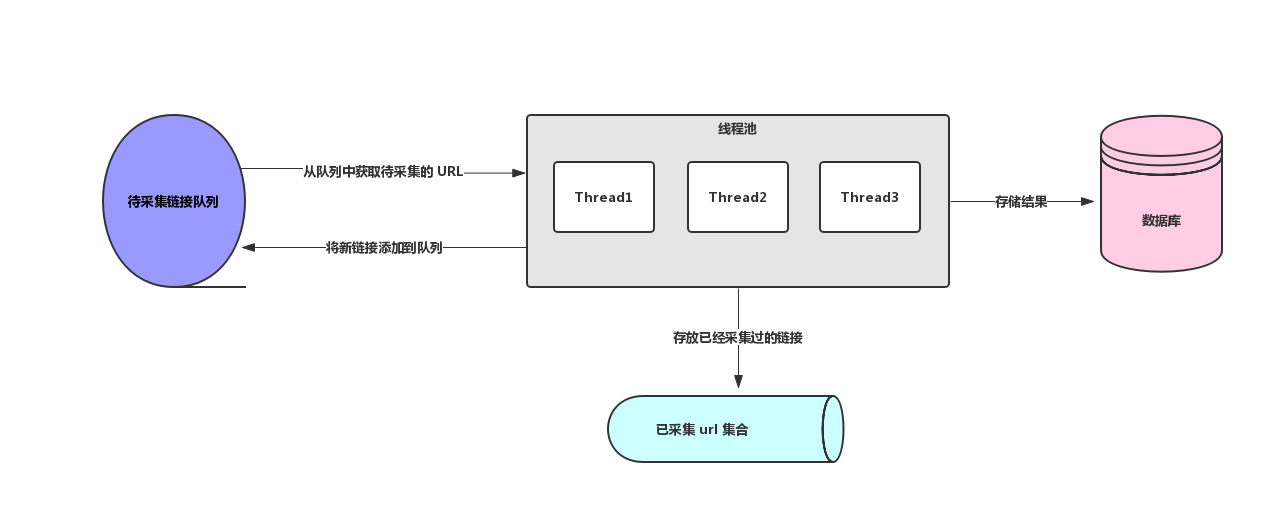 线程池
从队列中获取待采集的 URL
待采集链接队列
Thread1
Thread2
Thread3
存储结果
数据库
将新链接添加到队列
存放已经采集过的链接
已采集 url 集合